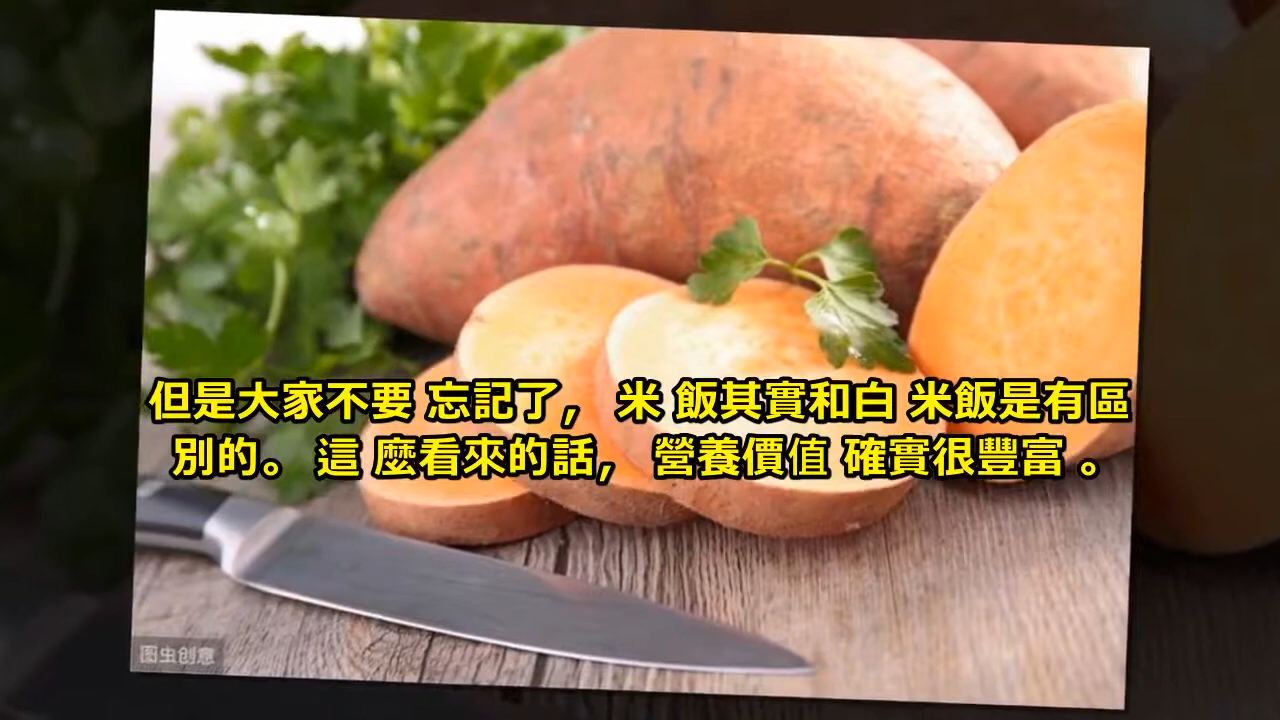 但是大家不要 忘記了， 米 飯其實和白 米飯是有區
別的。 這 麼看來的話， 營養價值 確實很豐富 。
图虫创意